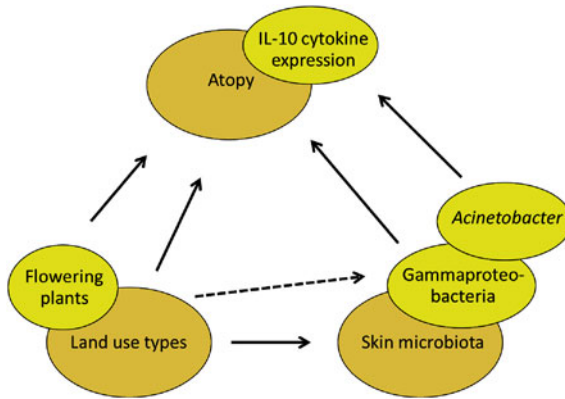 IL-10 cytokine
expression
Atopy
Acinetobacter
Flowering
plants
Gammaproteo-
bacteria
Land use types
Skin microbiota